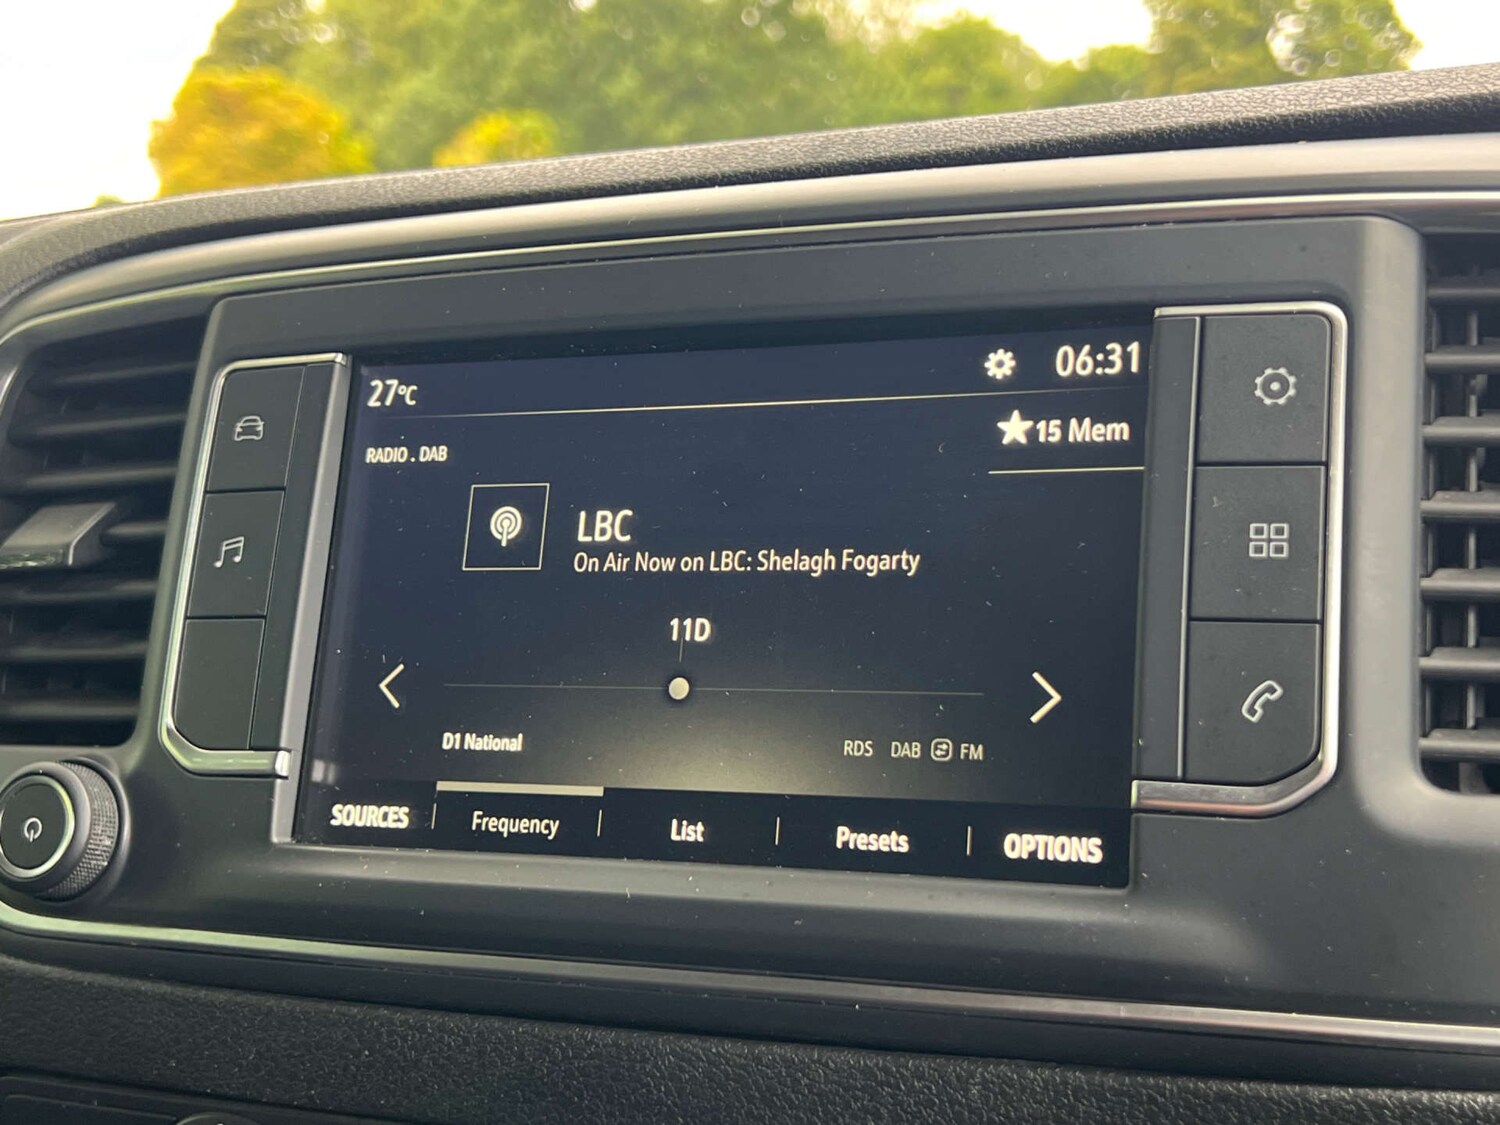 27°C
06:31
RADIO . DAB
★15 Mem
LBC
On Air Now on LBC: Shelagh Fogarty
11D
D1 National
RDS DAB FM
SOURCES Frequency List Presets OPTIONS